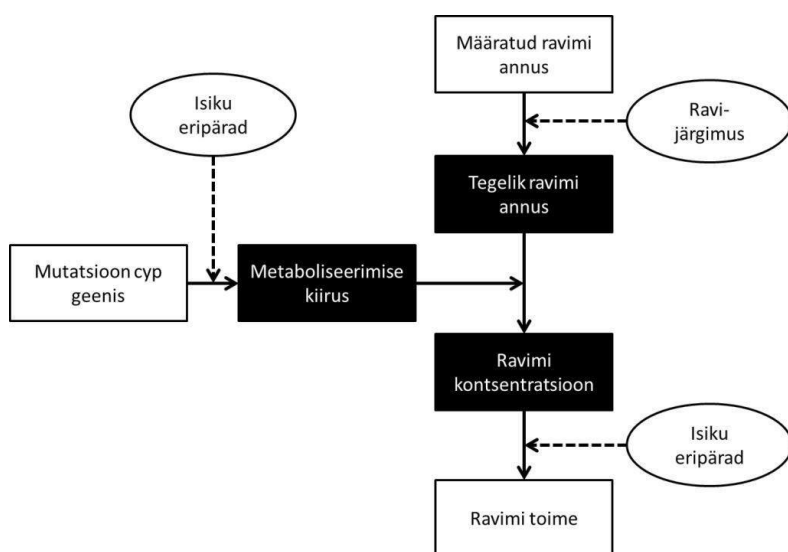 Määratud ravimi
annus
Isiku
eripärad
Ravi-
järgimus
Tegelik ravimi
annus
Mutatsioon cyp
geenis
Metaboliseerimise
kiirus
Ravimi
kontsentratsioon
Isiku
eripärad
Ravimi toime